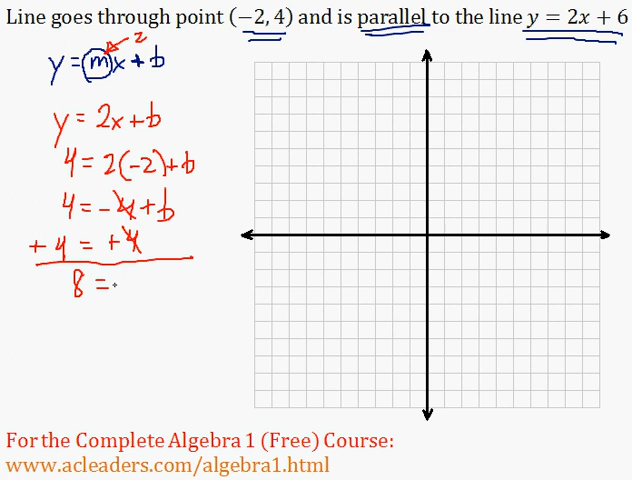 Line goes through point (−2, 4) and is parallel to the line y = 2x + 6
2
y = mx + b
y = 2x + b
4 = 2(-2) + b
4 = -4 + b
+ 4 = + 4
8 =
For the Complete Algebra 1 (Free) Course:
www.acleaders.com/algebra1.html